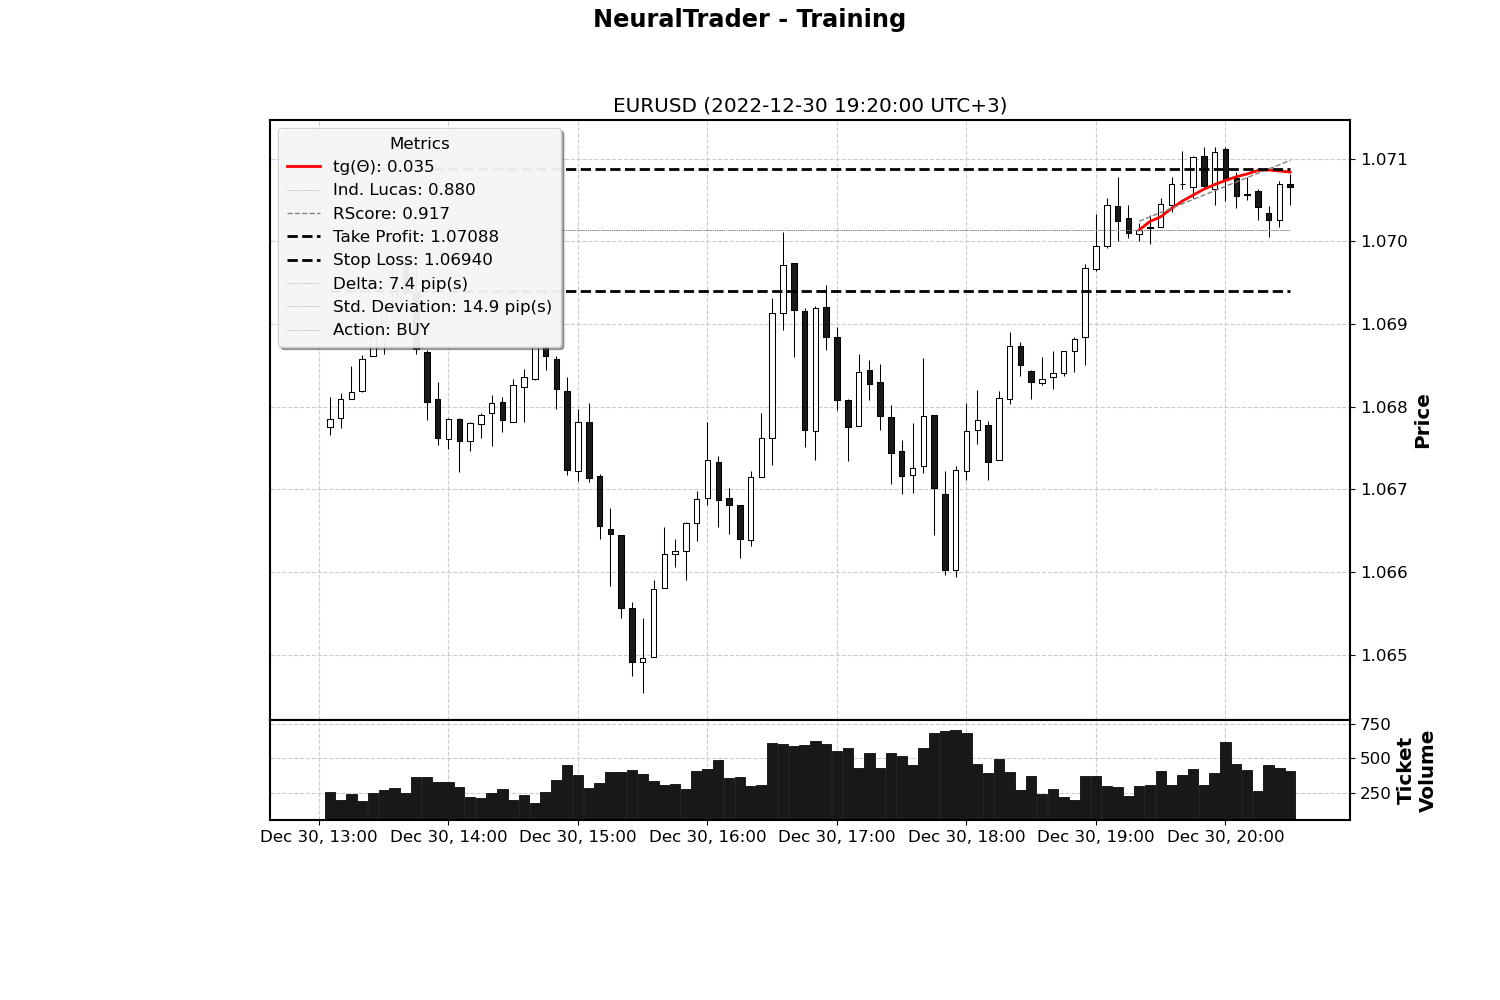 NeuralTrader - Training
EURUSD (2022-12-30 19:20:00 UTC+3)
Metrics
tg(Θ): 0.035
Ind. Lucas: 0.880
RScore: 0.917
Take Profit: 1.07088
Stop Loss: 1.06940
Delta: 7.4 pip(s)
Std. Deviation: 14.9 pip(s)
Action: BUY
1.071
1.070
1.069
1.068
1.067
1.066
1.065
Price
750
500
250
Ticket
Volume
Dec 30, 13:00 Dec 30, 14:00 Dec 30, 15:00 Dec 30, 16:00 Dec 30, 17:00 Dec 30, 18:00 Dec 30, 19:00 Dec 30, 20:00